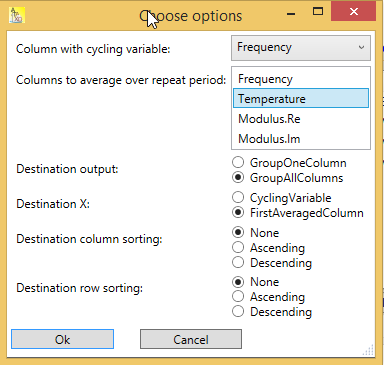 Choose options
Column with cycling variable: Frequency
Columns to average over repeat period: Frequency
Temperature
Modulus.Re
Modulus.Im
Destination output: GroupOneColumn
GroupAllColumns
Destination X: CyclingVariable
FirstAveragedColumn
Destination column sorting: None
Ascending
Descending
Destination row sorting: None
Ascending
Descending
Ok Cancel